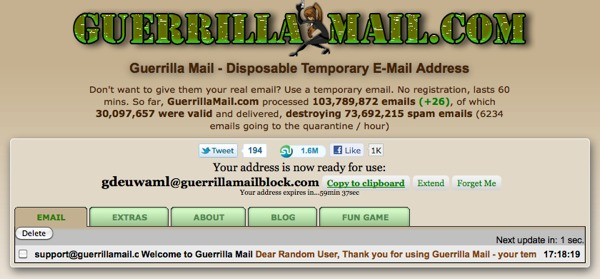 GUERRILLA MAIL.COM
Guerrilla Mail - Disposable Temporary E-Mail Address
Don't want to give them your real email? Use a temporary email. No registration, lasts 60
mins. So far, GuerrillaMail.com processed 103,789,872 emails (+26), of which
30,097,657 were valid and delivered, destroying 73,692,215 spam emails (6234
emails going to the quarantine / hour)
Tweet 194 1.6M Like 1K
Your address is now ready for use:
gdeuwaml@guerrillamailblock.com Copy to clipboard Extend Forget Me
Your address expires in...59min 37sec
EMAIL EXTRAS ABOUT BLOG FUN GAME
Delete
Next update in: 1 sec.
support@guerrillamail.c Welcome to Guerrilla Mail Dear Random User, Thank you for using Guerrilla Mail - your tem 17:18:19